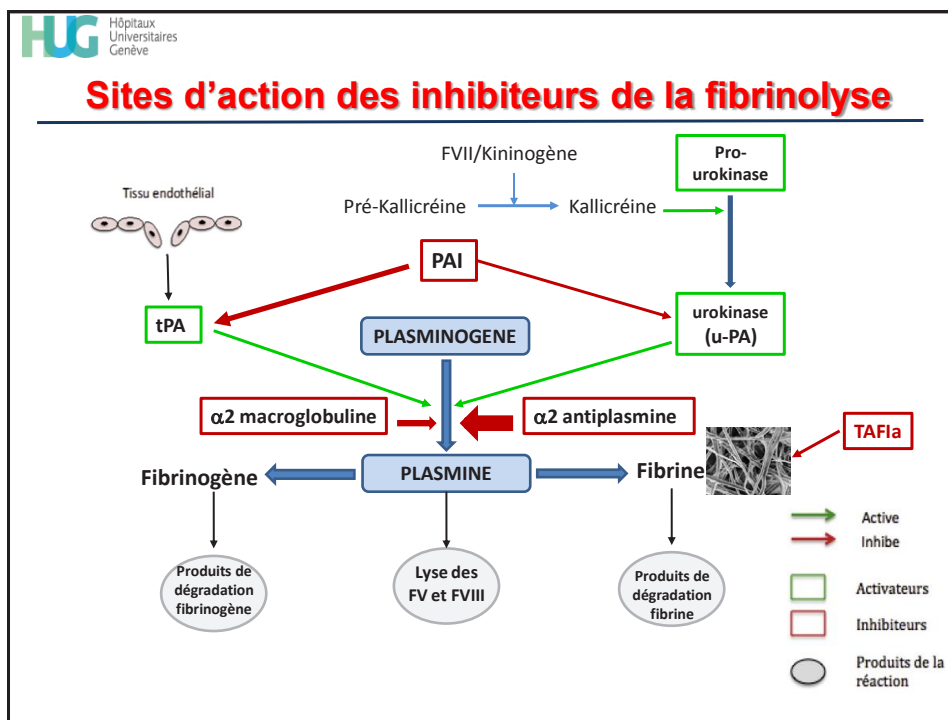 HUG
Hôpitaux
Universitaires
Genève
Sites d'action des inhibiteurs de la fibrinolyse
FVII/Kininogène
Pro-
urokinase
Tissu endothélial
Pré-Kallicréine
Kallicréine
PAI
tPA
urokinase
(u-PA)
PLASMINOGENE
α2 macroglobuline
α2 antiplasmine
TAFIa
Fibrinogène
PLASMINE
Fibrine
Produits de
dégradation
fibrinogène
Lyse des
FV et FVIII
Produits de
dégradation
fibrine
Active
Inhibe
Activateurs
Inhibiteurs
Produits de la
réaction